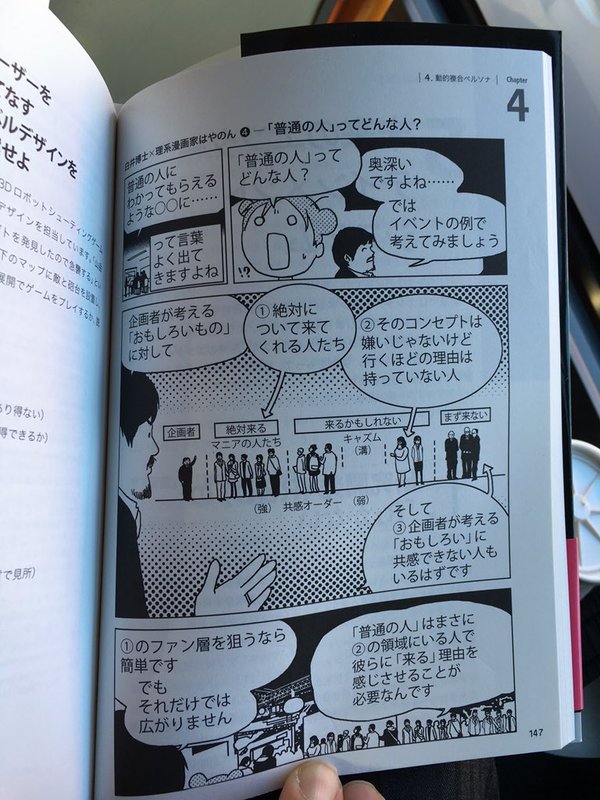 ーザーを
てなす
ベルデザインを
せよ
3Dロボットシューティングゲーム
デザインを担当しています。
トを発見したので急襲する」とい
下のマップに敵と砲台を設置し、
展開でゲームをプレイするか、
り得ない）
得できるか）
けで見所）
4. 動的複合ペルソナ
Chapter
4
白井博士×理系漫画家はやのん ❹ ─「普通の人」ってどんな人？
「普通の人」って
どんな人？
奥深い
ですよね……
では
イベントの例で
考えてみましょう
!?
普通の人に
わかってもらえる
ような○○に……
って言葉
よく出て
きますよね
企画者が考える
「おもしろいもの」
に対して
①絶対に
ついて来て
くれる人たち
②そのコンセプトは
嫌いじゃないけど
行くほどの理由は
持っていない人
企画者
絶対来る
マニアの人たち
来るかもしれない
キャズム
（溝）
まず来ない
（強） 共感オーダー （弱）
そして
③企画者が考える
「おもしろい」に
共感できない人も
いるはずです
①のファン層を狙うなら
簡単です
でも
それだけでは
広がりません
「普通の人」はまさに
②の領域にいる人で
彼らに「来る」理由を
感じさせることが
必要なんです
147